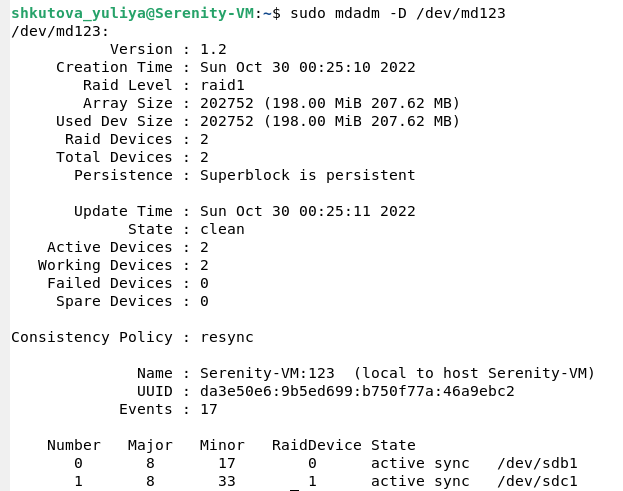 shkutova_yuliya@Serenity-VM:~$ sudo mdadm -D /dev/md123
/dev/md123:
           Version : 1.2
     Creation Time : Sun Oct 30 00:25:10 2022
        Raid Level : raid1
        Array Size : 202752 (198.00 MiB 207.62 MB)
     Used Dev Size : 202752 (198.00 MiB 207.62 MB)
      Raid Devices : 2
     Total Devices : 2
       Persistence : Superblock is persistent

       Update Time : Sun Oct 30 00:25:11 2022
             State : clean
    Active Devices : 2
   Working Devices : 2
    Failed Devices : 0
     Spare Devices : 0

Consistency Policy : resync

              Name : Serenity-VM:123  (local to host Serenity-VM)
              UUID : da3e50e6:9b5ed699:b750f77a:46a9ebc2
            Events : 17

    Number   Major   Minor   RaidDevice State
       0       8       17        0      active sync   /dev/sdb1
       1       8       33        1      active sync   /dev/sdc1